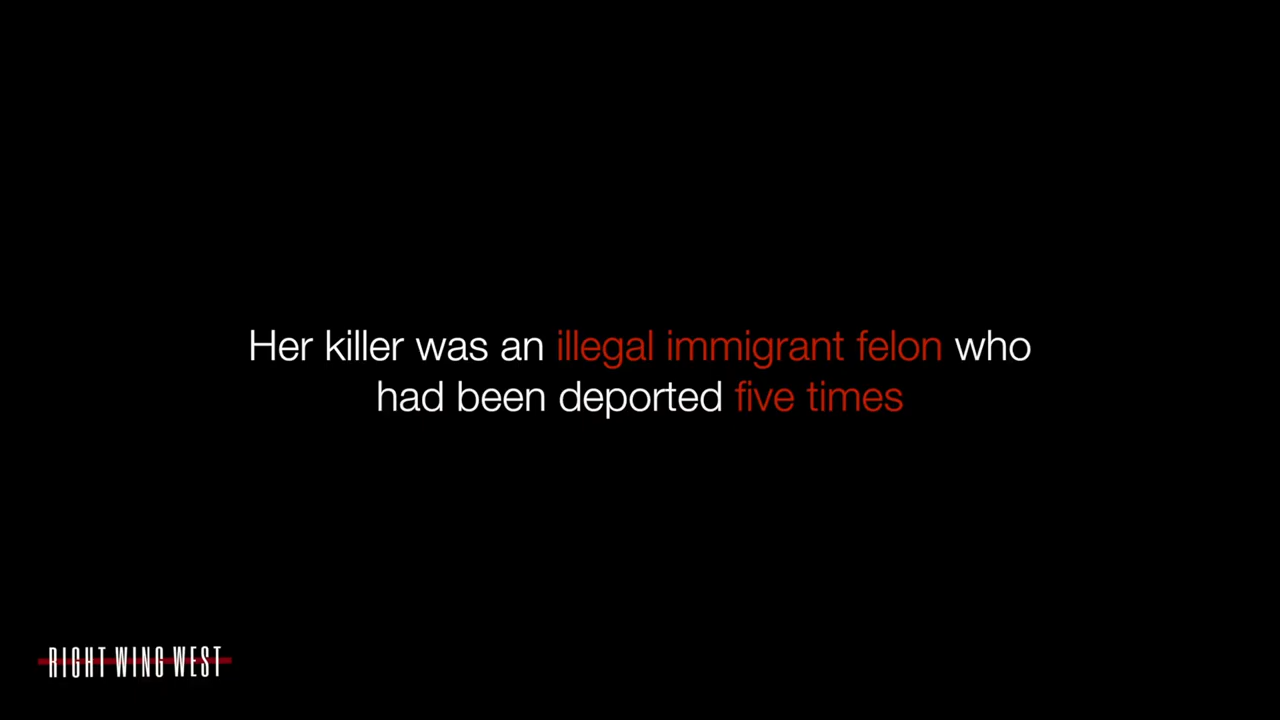 Her killer was an illegal immigrant felon who
had been deported five times
RIGHT WING WEST